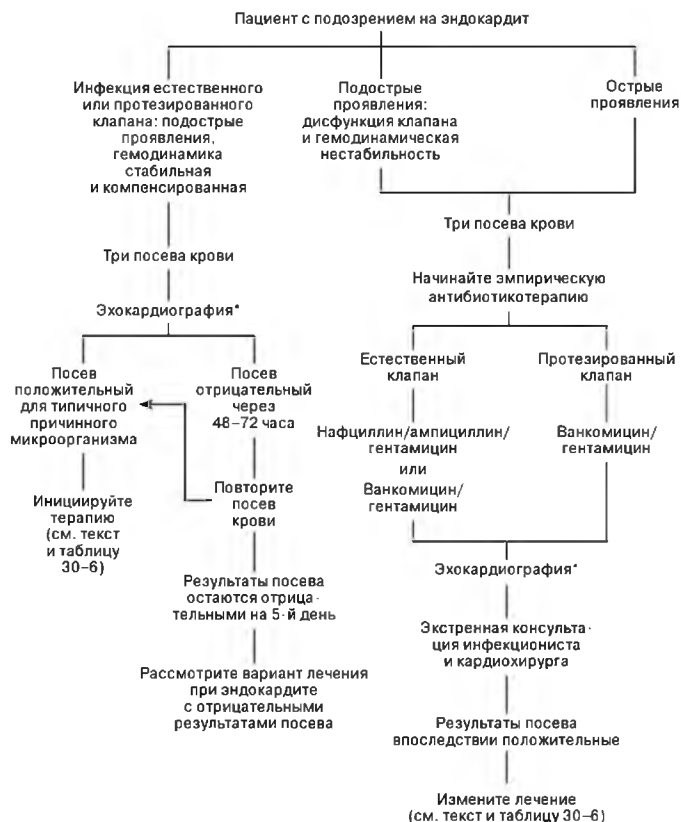 Пациент с подозрением на эндокардит
Инфекция естественного
или протезированного
клапана: подострые
проявления,
гемодинамика
стабильная
и компенсированная
Подострые
проявления:
дисфункция клапана
и гемодинамическая
нестабильность
Острые
проявления
Три посева крови
Три посева крови
Эхокардиография*
Начинайте эмпирическую
антибиотикотерапию
Посев
положительный
для типичного
причинного
микроорганизма
Посев
отрицательный
через
48–72 часа
Естественный
клапан
Протезированный
клапан
Нафциллин/ампициллин/
гентамицин
или
Ванкомицин/
гентамицин
Ванкомицин/
гентамицин
Инициируйте
терапию
(см. текст
и таблицу
30–6)
Повторите
посев
крови
Результаты посева
остаются отрица-
тельными на 5-й день
Рассмотрите вариант лечения
при эндокардите
с отрицательными
результатами посева
Эхокардиография*
Экстренная консульта-
ция инфекциониста
и кардиохирурга
Результаты посева
впоследствии положительные
Измените лечение
(см. текст и таблицу 30–6)